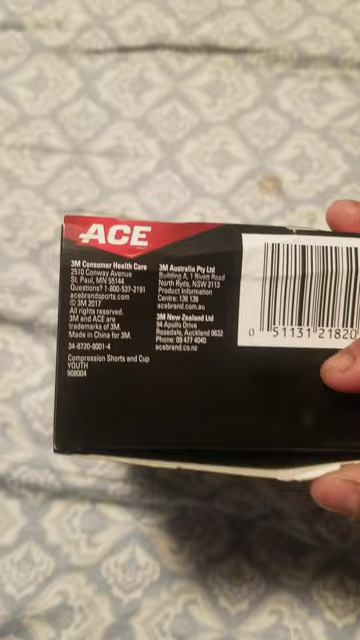 ACE
3M Consumer Health Care
2510 Conway Avenue
St. Paul, MN 55144
Questions? 1-800-537-2191
acebrandsports.com
© 3M 2017
All rights reserved.
3M and ACE are
trademarks of 3M.
Made in China for 3M.
34-8720-8001-4
Compression Shorts and Cup
YOUTH
908004
3M Australia Pty Ltd
Building A, 1 Rivett Road
North Ryde, NSW 2113
Product Information
Centre: 136 136
acebrand.com.au
3M New Zealand Ltd
94 Apollo Drive
Rosedale, Auckland 0632
Phone: 09 477 4040
acebrand.co.nz
0 51131 21820